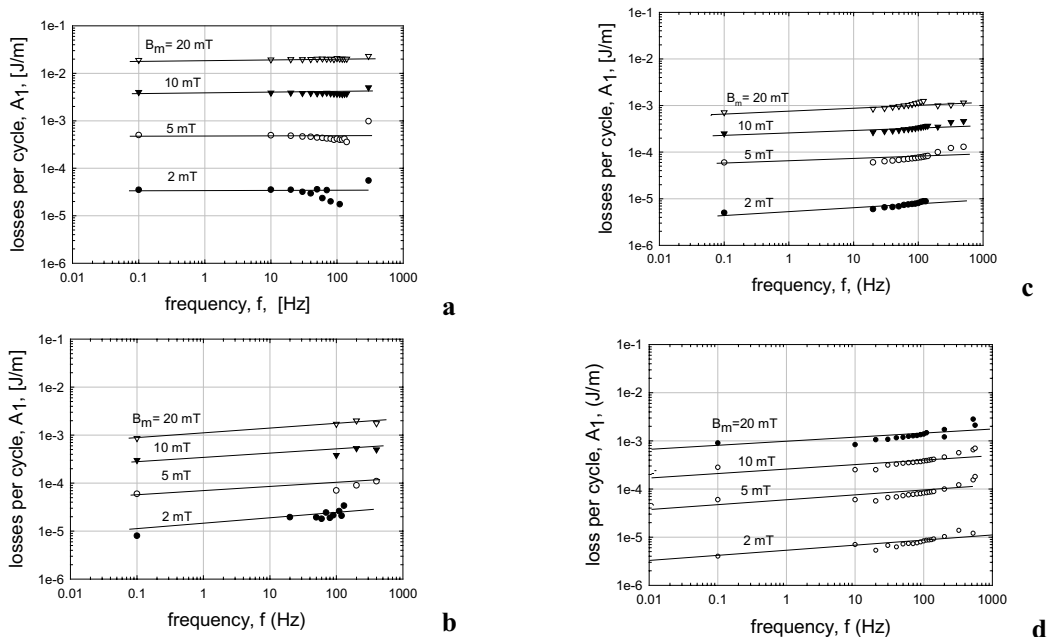 losses per cycle, A1, [J/m]
1e-1
1e-2
1e-3
1e-4
1e-5
1e-6
Bm = 20 mT
10 mT
5 mT
2 mT
0.01 0.1 1 10 100 1000
frequency, f, [Hz]
a
losses per cycle, A1, [J/m]
1e-1
1e-2
1e-3
1e-4
1e-5
1e-6
Bm= 20 mT
10 mT
5 mT
2 mT
0.01 0.1 1 10 100 1000
frequency, f (Hz)
b
losses per cycle, A1, [J/m]
1e-1
1e-2
1e-3
1e-4
1e-5
1e-6
Bm= 20 mT
10 mT
5 mT
2 mT
0.01 0.1 1 10 100 1000
frequency, f, (Hz)
c
loss per cycle, A1, (J/m)
1e-1
1e-2
1e-3
1e-4
1e-5
1e-6
Bm=20 mT
10 mT
5 mT
2 mT
0.01 0.1 1 10 100 1000
frequency, f (Hz)
d